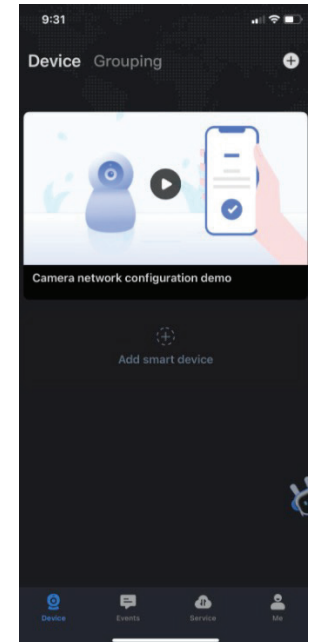 9:31
Device Grouping
Camera network configuration demo
Add smart device
Device Events Service Me